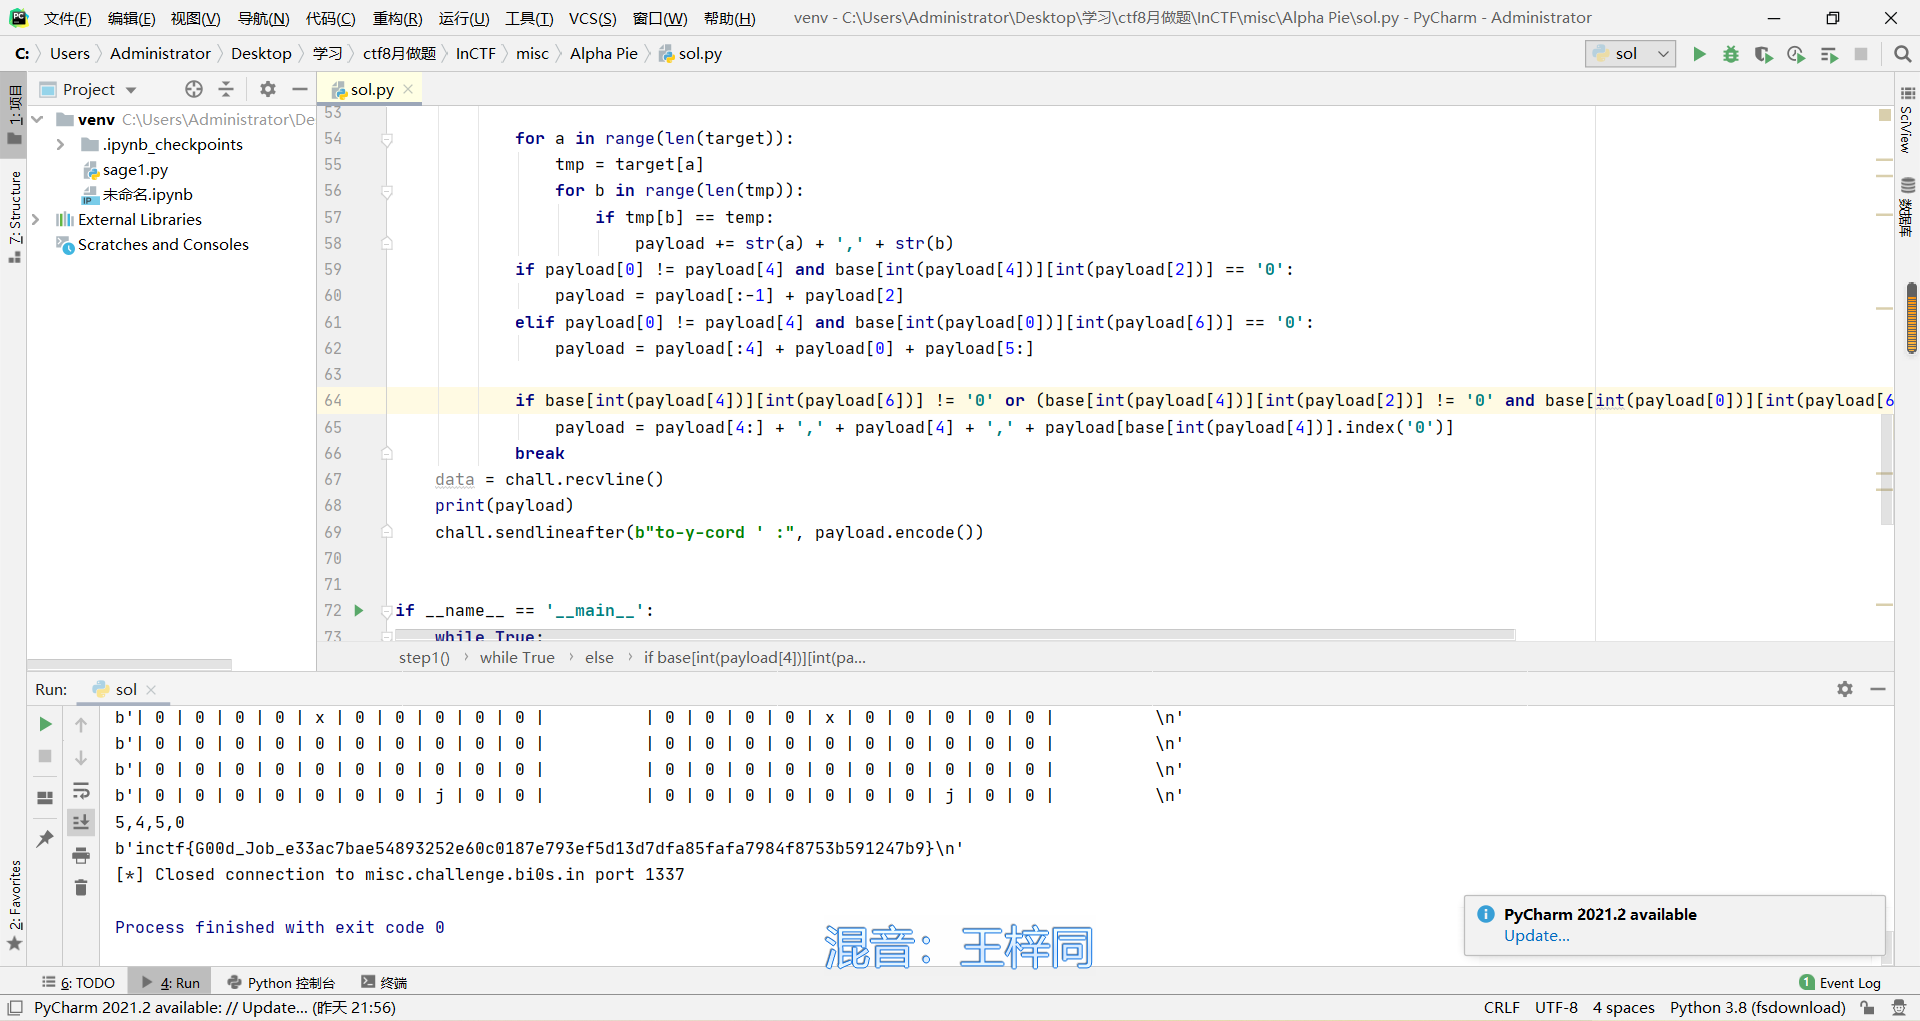 文件(F) 编辑(E) 视图(V) 导航(N) 代码(C) 重构(R) 运行(U) 工具(T) VCS(S) 窗口(W) 帮助(H) venv - C:\Users\Administrator\Desktop\学习\ctf8月做题\InCTF\misc\Alpha Pie\sol.py - PyCharm - Administrator
C: Users Administrator Desktop 学习 ctf8月做题 InCTF misc Alpha Pie sol.py sol
Project sol.py
1: 项目
7: Structure
2: Favorites
SciView
数据库
venv C:\Users\Administrator\De
.ipynb_checkpoints
sage1.py
未命名.ipynb
External Libraries
Scratches and Consoles
53
54 for a in range(len(target)):
55 tmp = target[a]
56 for b in range(len(tmp)):
57 if tmp[b] == temp:
58 payload += str(a) + ',' + str(b)
59 if payload[0] != payload[4] and base[int(payload[4])][int(payload[2])] == '0':
60 payload = payload[:-1] + payload[2]
61 elif payload[0] != payload[4] and base[int(payload[0])][int(payload[6])] == '0':
62 payload = payload[:4] + payload[0] + payload[5:]
63
64 if base[int(payload[4])][int(payload[6])] != '0' or (base[int(payload[4])][int(payload[2])] != '0' and base[int(payload[0])][int(payload[6
65 payload = payload[4:] + ',' + payload[4] + ',' + payload[base[int(payload[4])].index('0')]
66 break
67 data = chall.recvline()
68 print(payload)
69 chall.sendlineafter(b"to-y-cord ' :", payload.encode())
70
71
72 if __name__ == '__main__':
73 while True:
step1() while True else if base[int(payload[4])][int(pa...
Run: sol
b'| 0 | 0 | 0 | 0 | x | 0 | 0 | 0 | 0 | 0 | | 0 | 0 | 0 | 0 | x | 0 | 0 | 0 | 0 | 0 | \n'
b'| 0 | 0 | 0 | 0 | 0 | 0 | 0 | 0 | 0 | 0 | | 0 | 0 | 0 | 0 | 0 | 0 | 0 | 0 | 0 | 0 | \n'
b'| 0 | 0 | 0 | 0 | 0 | 0 | 0 | 0 | 0 | 0 | | 0 | 0 | 0 | 0 | 0 | 0 | 0 | 0 | 0 | 0 | \n'
b'| 0 | 0 | 0 | 0 | 0 | 0 | 0 | j | 0 | 0 | | 0 | 0 | 0 | 0 | 0 | 0 | 0 | j | 0 | 0 | \n'
5,4,5,0
b'inctf{G00d_Job_e33ac7bae54893252e60c0187e793ef5d13d7dfa85fafa7984f8753b591247b9}\n'
[*] Closed connection to misc.challenge.bi0s.in port 1337
Process finished with exit code 0
混音：王梓同
PyCharm 2021.2 available
Update...
6: TODO 4: Run Python 控制台 终端 1 Event Log
PyCharm 2021.2 available: // Update... (昨天 21:56) CRLF UTF-8 4 spaces Python 3.8 (fsdownload)